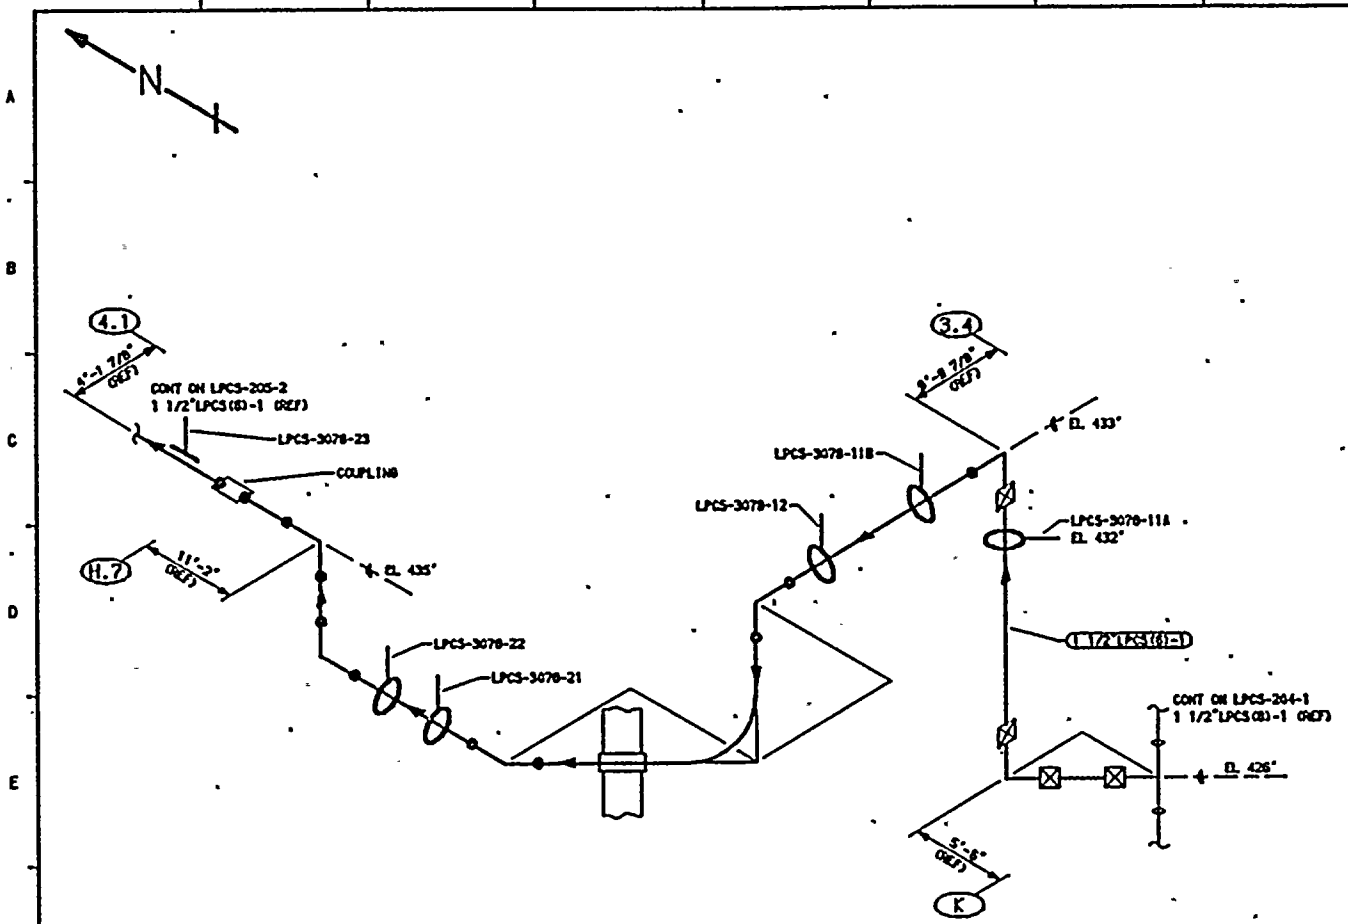 N
A
B
C
D
E
4.1
4'-1 7/8"
(REF)
CONT ON LPCS-205-2
1 1/2"LPCS(8)-1 (REF)
LPCS-3078-23
COUPLING
H.7
11'-2"
(REF)
EL 435'
LPCS-3078-22
LPCS-3078-21
3.4
(REF)
EL 433'
LPCS-3078-11B
LPCS-3078-12
LPCS-3078-11A
EL 432'
1 1/2"LPCS(8)-1
CONT ON LPCS-204-1
1 1/2"LPCS(8)-1 (REF)
EL 426'
5'-6"
(REF)
K